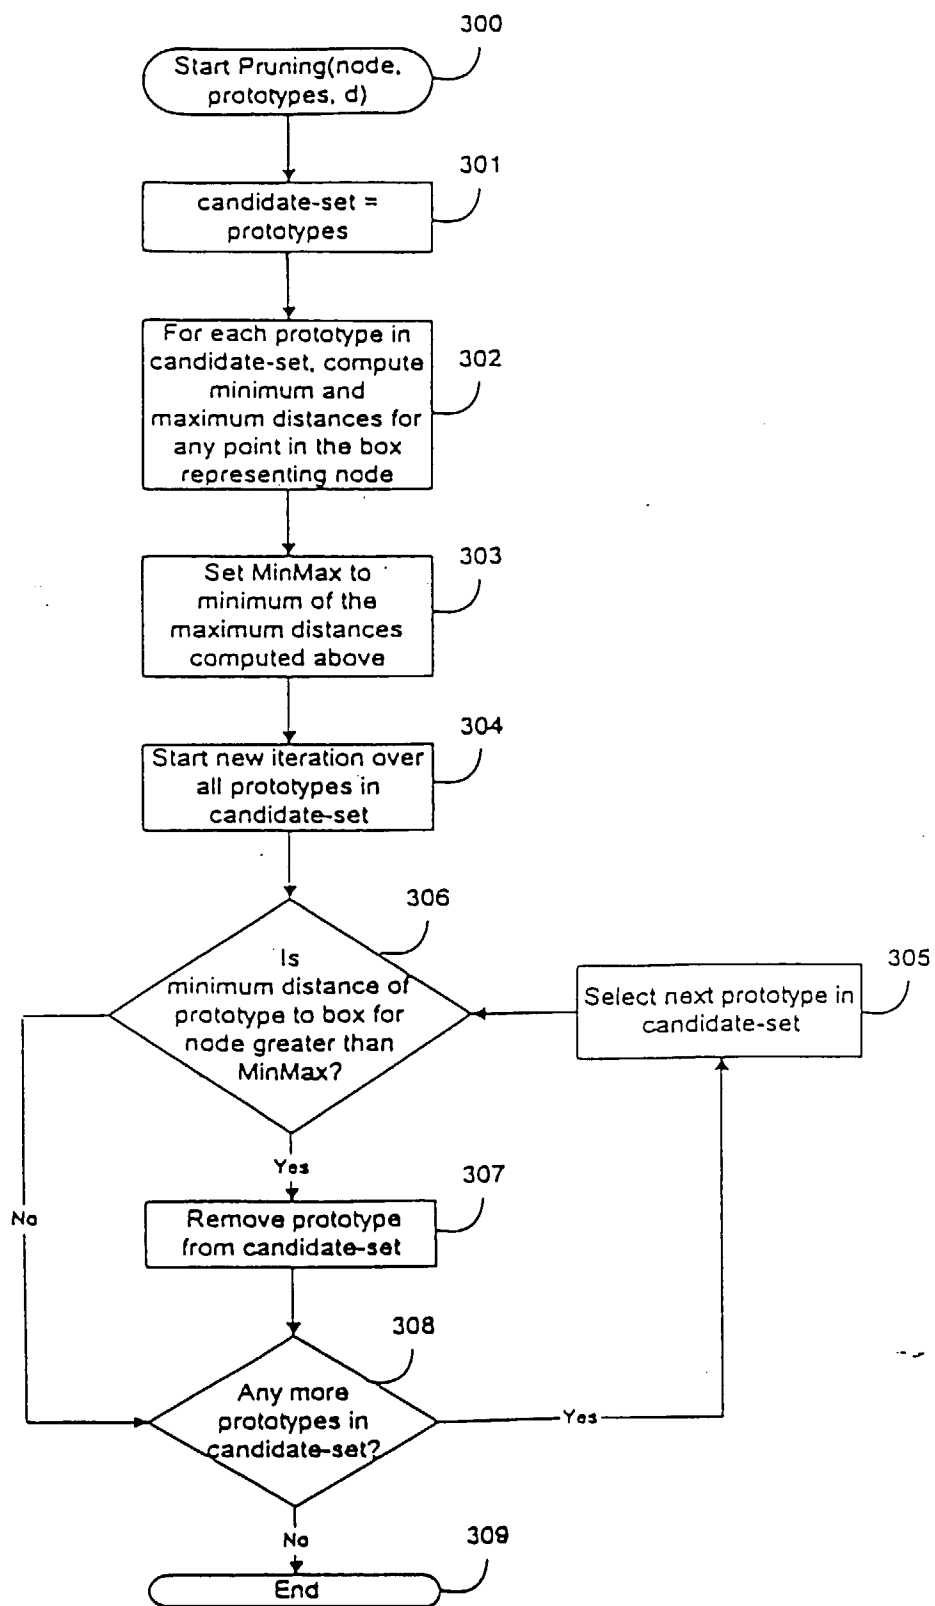 300
Start Pruning(node,
prototypes, d)
301
candidate-set =
prototypes
For each prototype in
candidate-set, compute
minimum and
maximum distances for
any point in the box
representing node
302
303
Set MinMax to
minimum of the
maximum distances
computed above
304
Start new iteration over
all prototypes in
candidate-set
306
Is
minimum distance of
prototype to box for
node greater than
MinMax?
305
Select next prototype in
candidate-set
Yes
307
No
Remove prototype
from candidate-set
308
Any more
prototypes in
candidate-set?
Yes
No
309
End